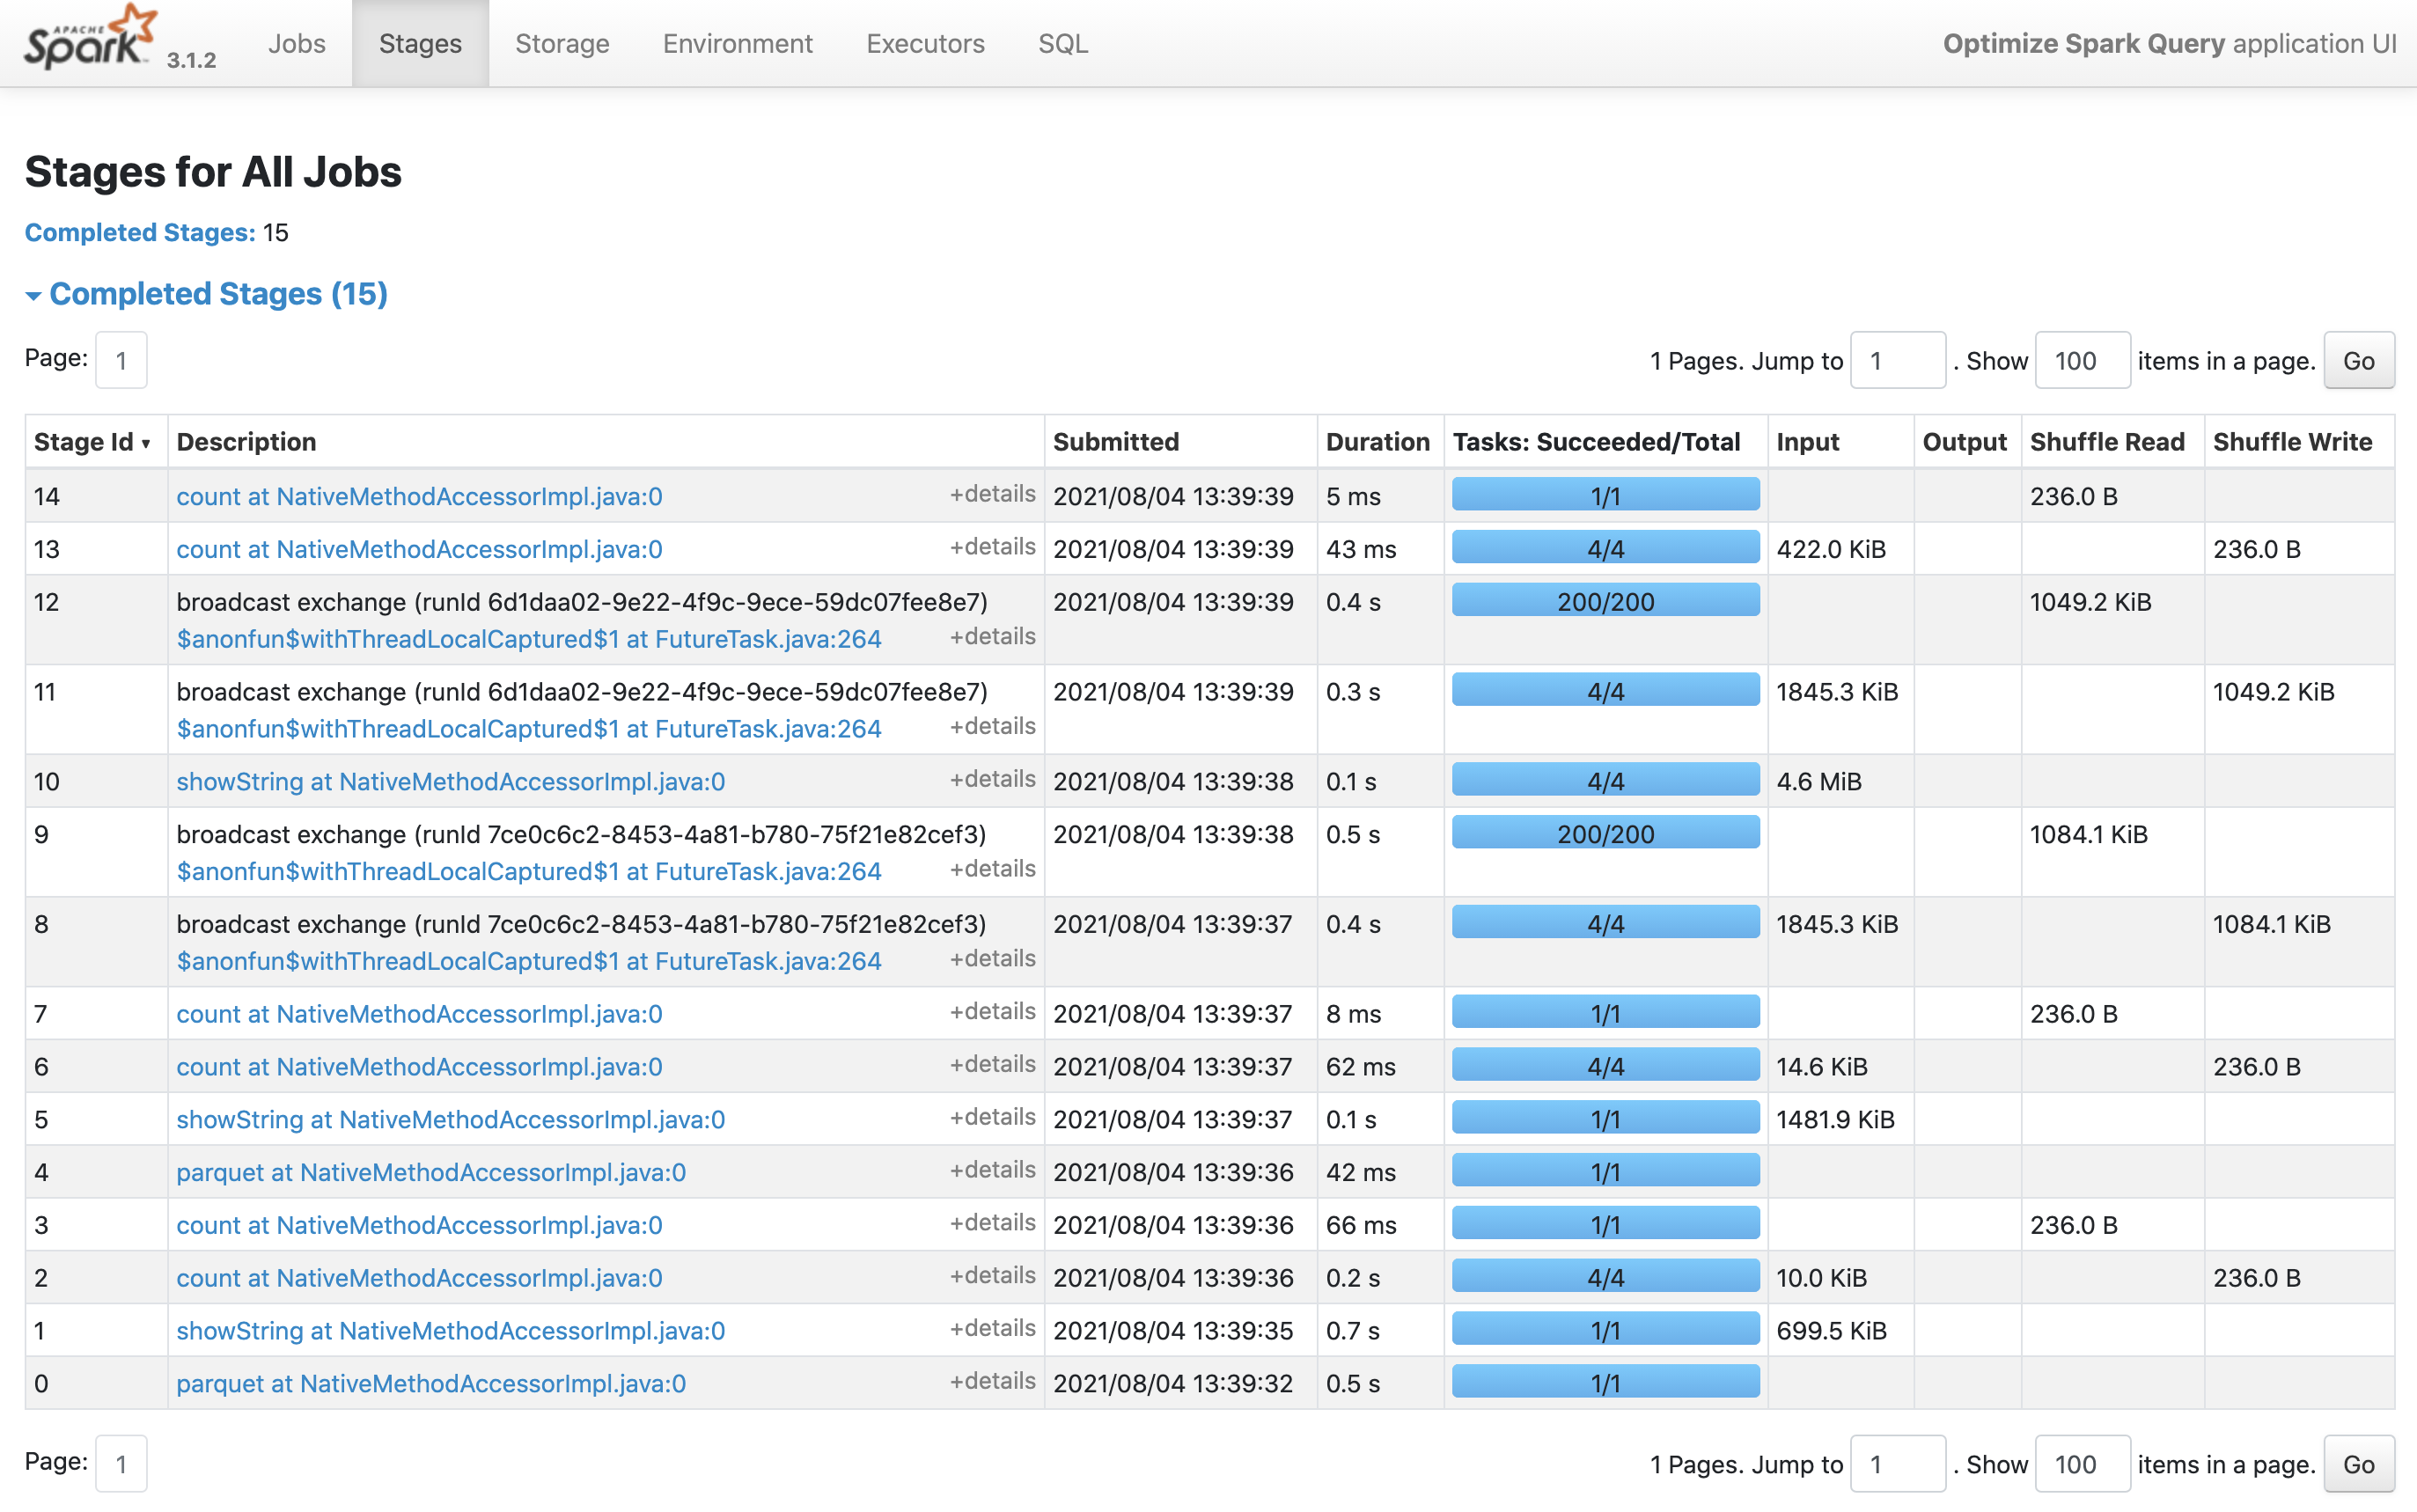 APACHE
Spark 3.1.2 Jobs Stages Storage Environment Executors SQL Optimize Spark Query application UI
Stages for All Jobs
Completed Stages: 15
Completed Stages (15)
Page: 1 1 Pages. Jump to 1 . Show 100 items in a page. Go
Stage Id ▾ Description Submitted Duration Tasks: Succeeded/Total Input Output Shuffle Read Shuffle Write
14 count at NativeMethodAccessorImpl.java:0 +details 2021/08/04 13:39:39 5 ms 1/1 236.0 B
13 count at NativeMethodAccessorImpl.java:0 +details 2021/08/04 13:39:39 43 ms 4/4 422.0 KiB 236.0 B
12 broadcast exchange (runId 6d1daa02-9e22-4f9c-9ece-59dc07fee8e7) 2021/08/04 13:39:39 0.4 s 200/200 1049.2 KiB
$anonfun$withThreadLocalCaptured$1 at FutureTask.java:264 +details
11 broadcast exchange (runId 6d1daa02-9e22-4f9c-9ece-59dc07fee8e7) 2021/08/04 13:39:39 0.3 s 4/4 1845.3 KiB 1049.2 KiB
$anonfun$withThreadLocalCaptured$1 at FutureTask.java:264 +details
10 showString at NativeMethodAccessorImpl.java:0 +details 2021/08/04 13:39:38 0.1 s 4/4 4.6 MiB
9 broadcast exchange (runId 7ce0c6c2-8453-4a81-b780-75f21e82cef3) 2021/08/04 13:39:38 0.5 s 200/200 1084.1 KiB
$anonfun$withThreadLocalCaptured$1 at FutureTask.java:264 +details
8 broadcast exchange (runId 7ce0c6c2-8453-4a81-b780-75f21e82cef3) 2021/08/04 13:39:37 0.4 s 4/4 1845.3 KiB 1084.1 KiB
$anonfun$withThreadLocalCaptured$1 at FutureTask.java:264 +details
7 count at NativeMethodAccessorImpl.java:0 +details 2021/08/04 13:39:37 8 ms 1/1 236.0 B
6 count at NativeMethodAccessorImpl.java:0 +details 2021/08/04 13:39:37 62 ms 4/4 14.6 KiB 236.0 B
5 showString at NativeMethodAccessorImpl.java:0 +details 2021/08/04 13:39:37 0.1 s 1/1 1481.9 KiB
4 parquet at NativeMethodAccessorImpl.java:0 +details 2021/08/04 13:39:36 42 ms 1/1
3 count at NativeMethodAccessorImpl.java:0 +details 2021/08/04 13:39:36 66 ms 1/1 236.0 B
2 count at NativeMethodAccessorImpl.java:0 +details 2021/08/04 13:39:36 0.2 s 4/4 10.0 KiB 236.0 B
1 showString at NativeMethodAccessorImpl.java:0 +details 2021/08/04 13:39:35 0.7 s 1/1 699.5 KiB
0 parquet at NativeMethodAccessorImpl.java:0 +details 2021/08/04 13:39:32 0.5 s 1/1
Page: 1 1 Pages. Jump to 1 . Show 100 items in a page. Go